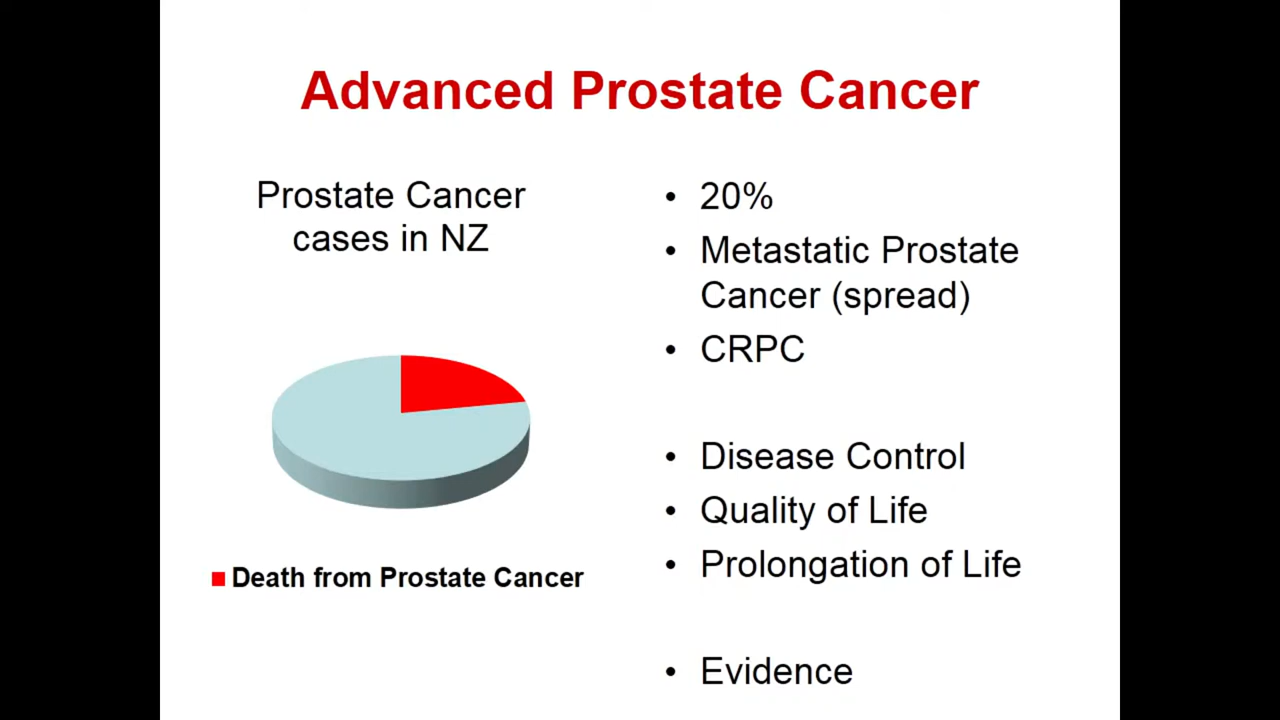 Advanced Prostate Cancer
Prostate Cancer
cases in NZ
Death from Prostate Cancer
• 20%
• Metastatic Prostate
Cancer (spread)
• CRPC
• Disease Control
• Quality of Life
• Prolongation of Life
• Evidence